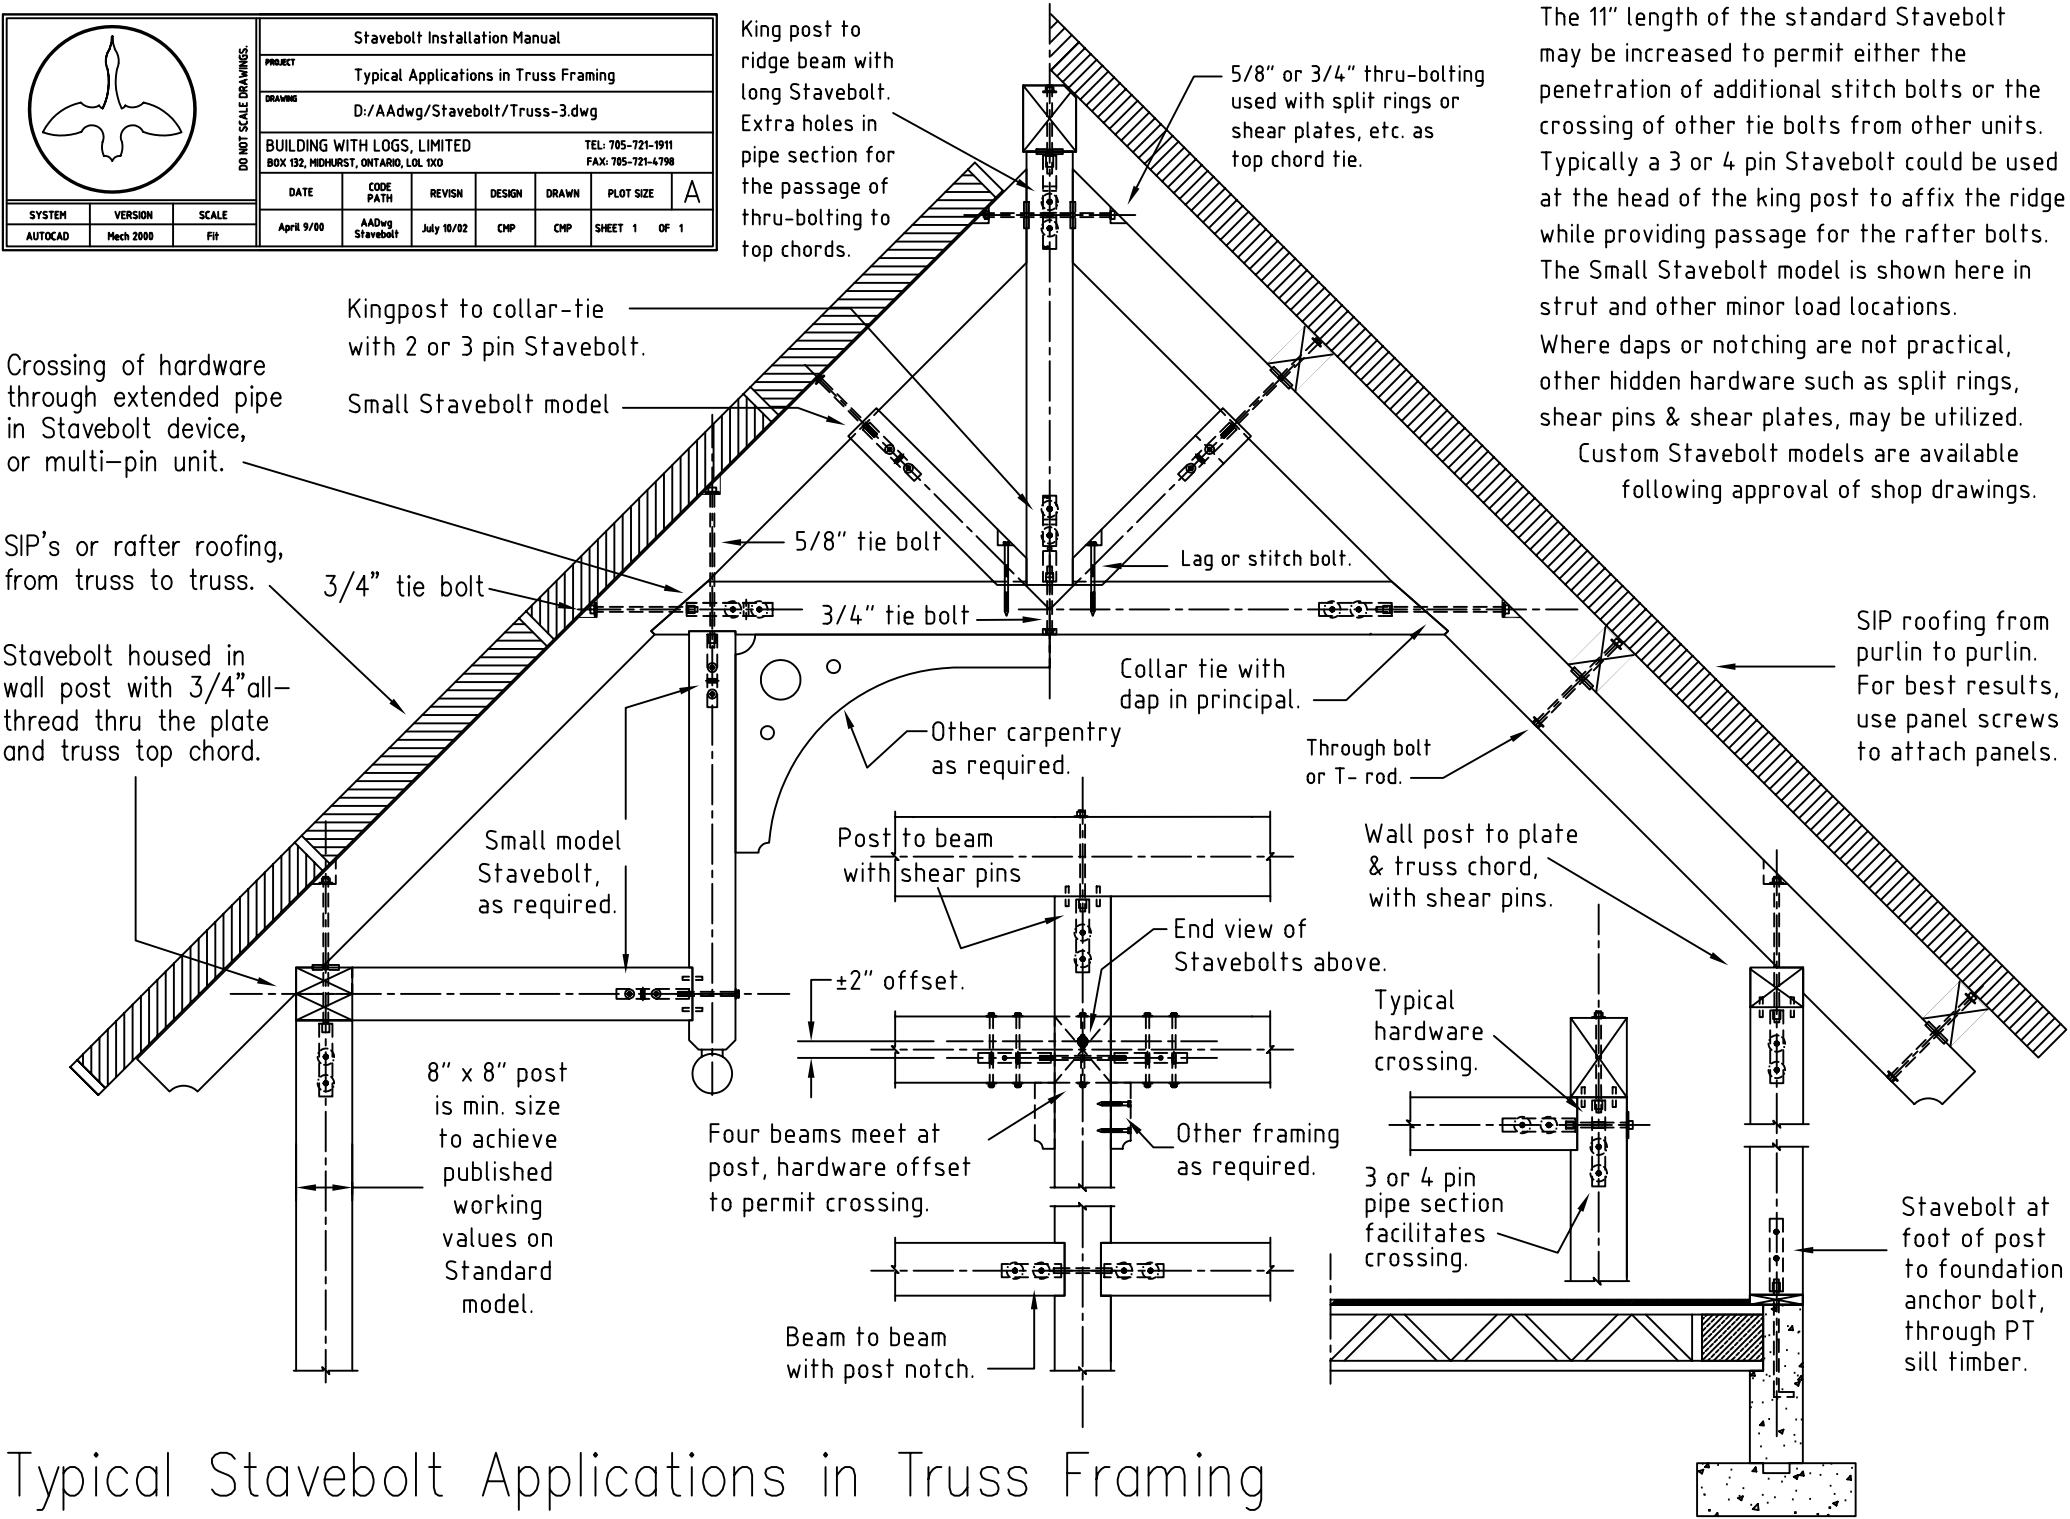 Stavebolt Installation Manual
PROJECT
Typical Applications in Truss Framing
DRAWING
D:/AAdwg/Stavebolt/Truss-3.dwg
DO NOT SCALE DRAWINGS.
BUILDING WITH LOGS, LIMITED
TEL: 705-721-1911
BOX 132, MIDHURST, ONTARIO, LOL 1X0
FAX: 705-721-4798
DATE
CODE PATH
REVISN
DESIGN
DRAWN
PLOT SIZE
A
SYSTEM
VERSION
SCALE
AUTOCAD
Mech 2000
Fit
April 9/00
AADwg Stavebolt
July 10/02
CMP
CMP
SHEET 1 OF 1
King post to
ridge beam with
long Stavebolt.
Extra holes in
pipe section for
the passage of
thru-bolting to
top chords.
5/8" or 3/4" thru-bolting
used with split rings or
shear plates, etc. as
top chord tie.
The 11" length of the standard Stavebolt
may be increased to permit either the
penetration of additional stitch bolts or the
crossing of other tie bolts from other units.
Typically a 3 or 4 pin Stavebolt could be used
at the head of the king post to affix the ridge
while providing passage for the rafter bolts.
The Small Stavebolt model is shown here in
strut and other minor load locations.
Where daps or notching are not practical,
other hidden hardware such as split rings,
shear pins & shear plates, may be utilized.
Custom Stavebolt models are available
following approval of shop drawings.
Kingpost to collar-tie
with 2 or 3 pin Stavebolt.
Small Stavebolt model
Crossing of hardware
through extended pipe
in Stavebolt device,
or multi-pin unit.
SIP's or rafter roofing,
from truss to truss.
3/4" tie bolt
5/8" tie bolt
3/4" tie bolt
Lag or stitch bolt.
Stavebolt housed in
wall post with 3/4"all-
thread thru the plate
and truss top chord.
Collar tie with
dap in principal.
SIP roofing from
purlin to purlin.
For best results,
use panel screws
to attach panels.
Other carpentry
as required.
Through bolt
or T- rod.
Small model
Stavebolt,
as required.
Post to beam
with shear pins
Wall post to plate
& truss chord,
with shear pins.
End view of
Stavebolts above.
±2" offset.
Typical
hardware
crossing.
8" x 8" post
is min. size
to achieve
published
working
values on
Standard
model.
Four beams meet at
post, hardware offset
to permit crossing.
Other framing
as required.
3 or 4 pin
pipe section
facilitates
crossing.
Stavebolt at
foot of post
to foundation
anchor bolt,
through PT
sill timber.
Beam to beam
with post notch.
Typical Stavebolt Applications in Truss Framing